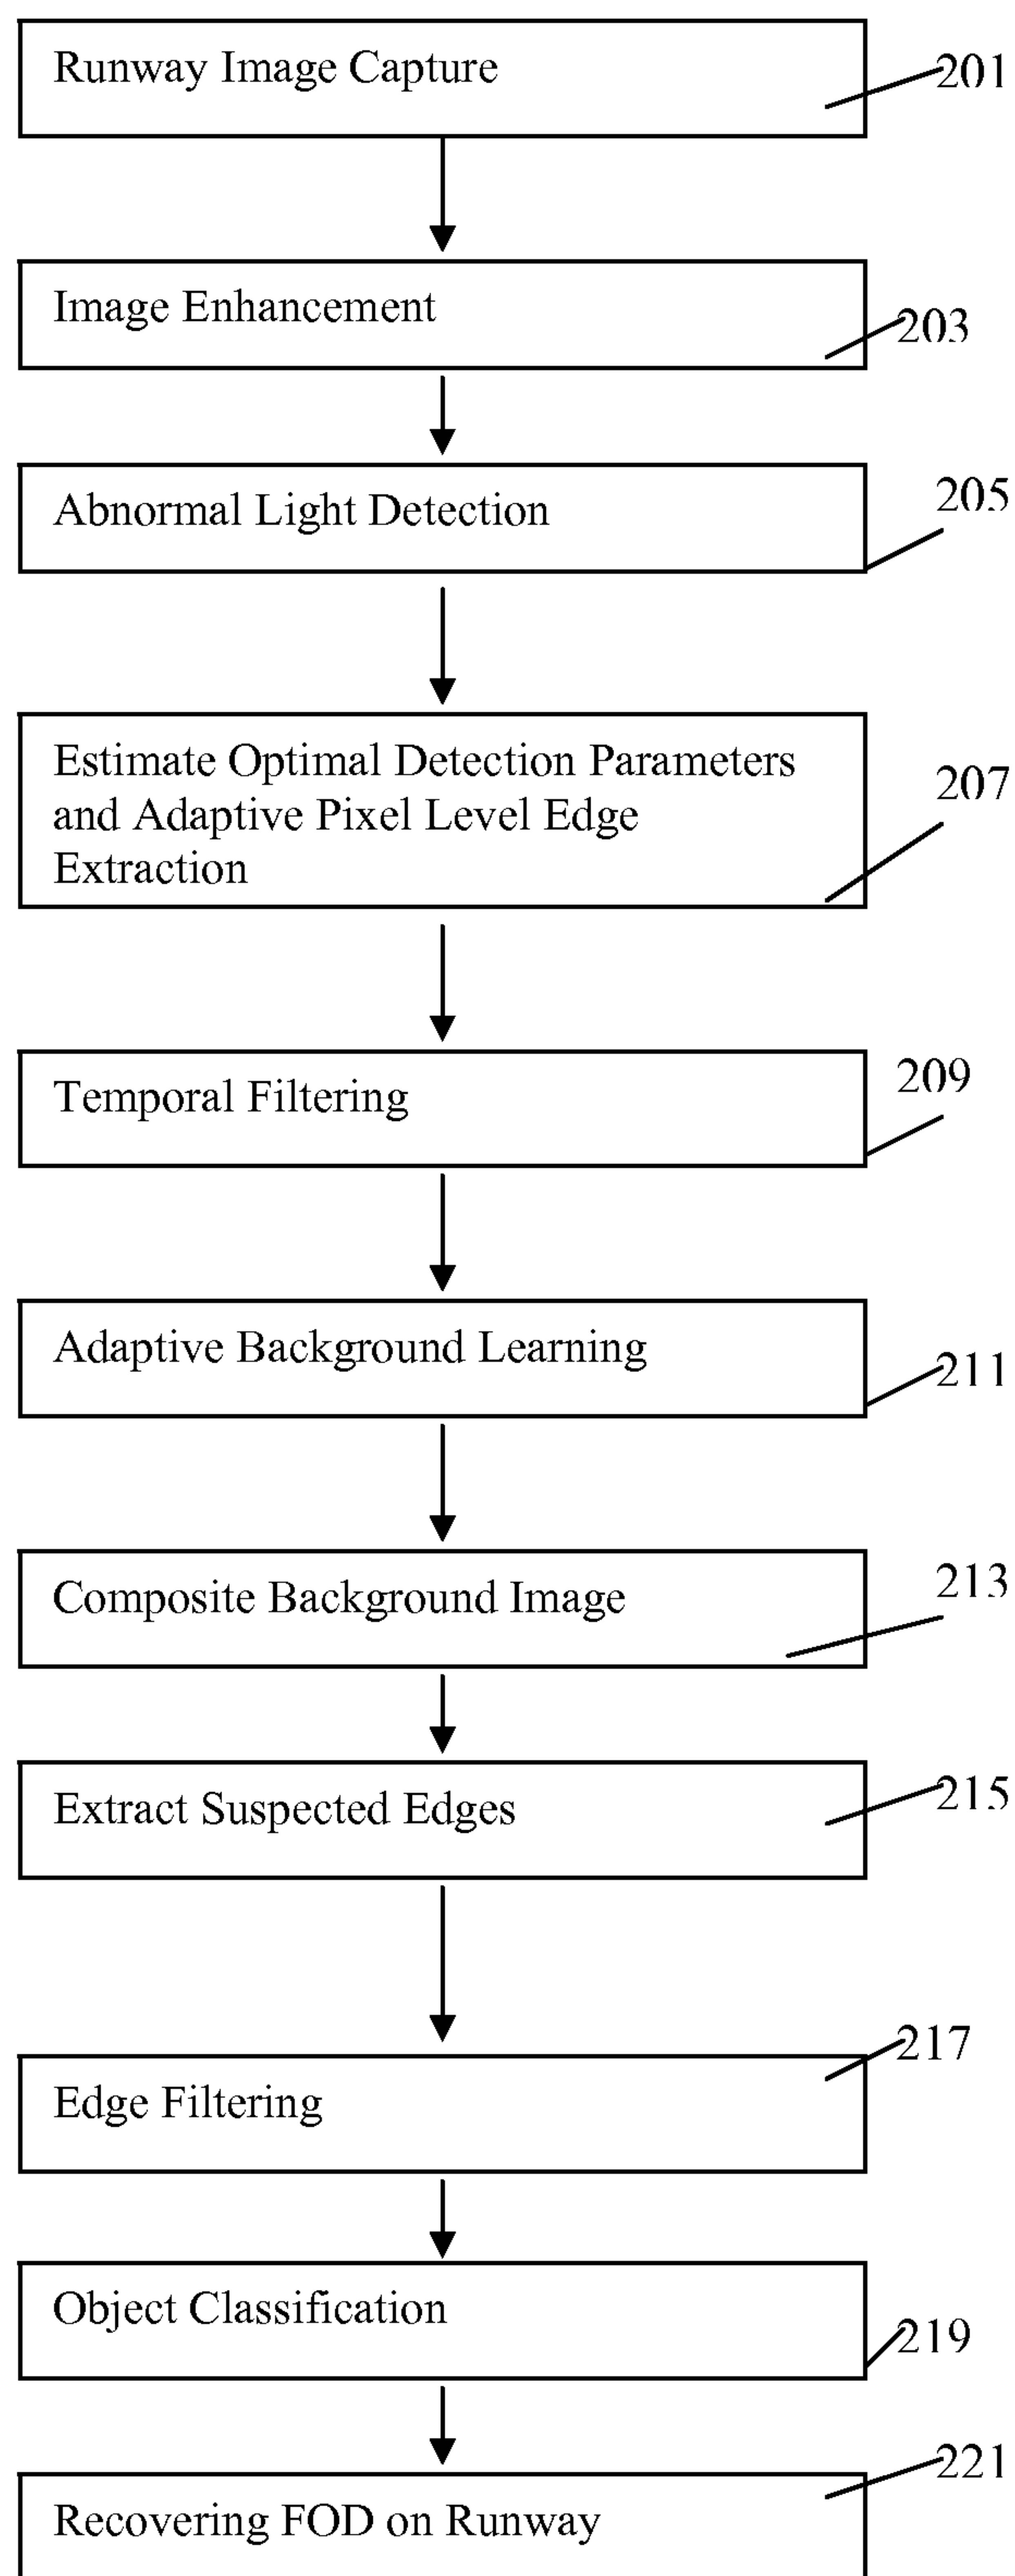 Runway Image Capture
201
Image Enhancement
203
Abnormal Light Detection
205
Estimate Optimal Detection Parameters
and Adaptive Pixel Level Edge
Extraction
207
Temporal Filtering
209
Adaptive Background Learning
211
Composite Background Image
213
Extract Suspected Edges
215
Edge Filtering
217
Object Classification
219
Recovering FOD on Runway
221